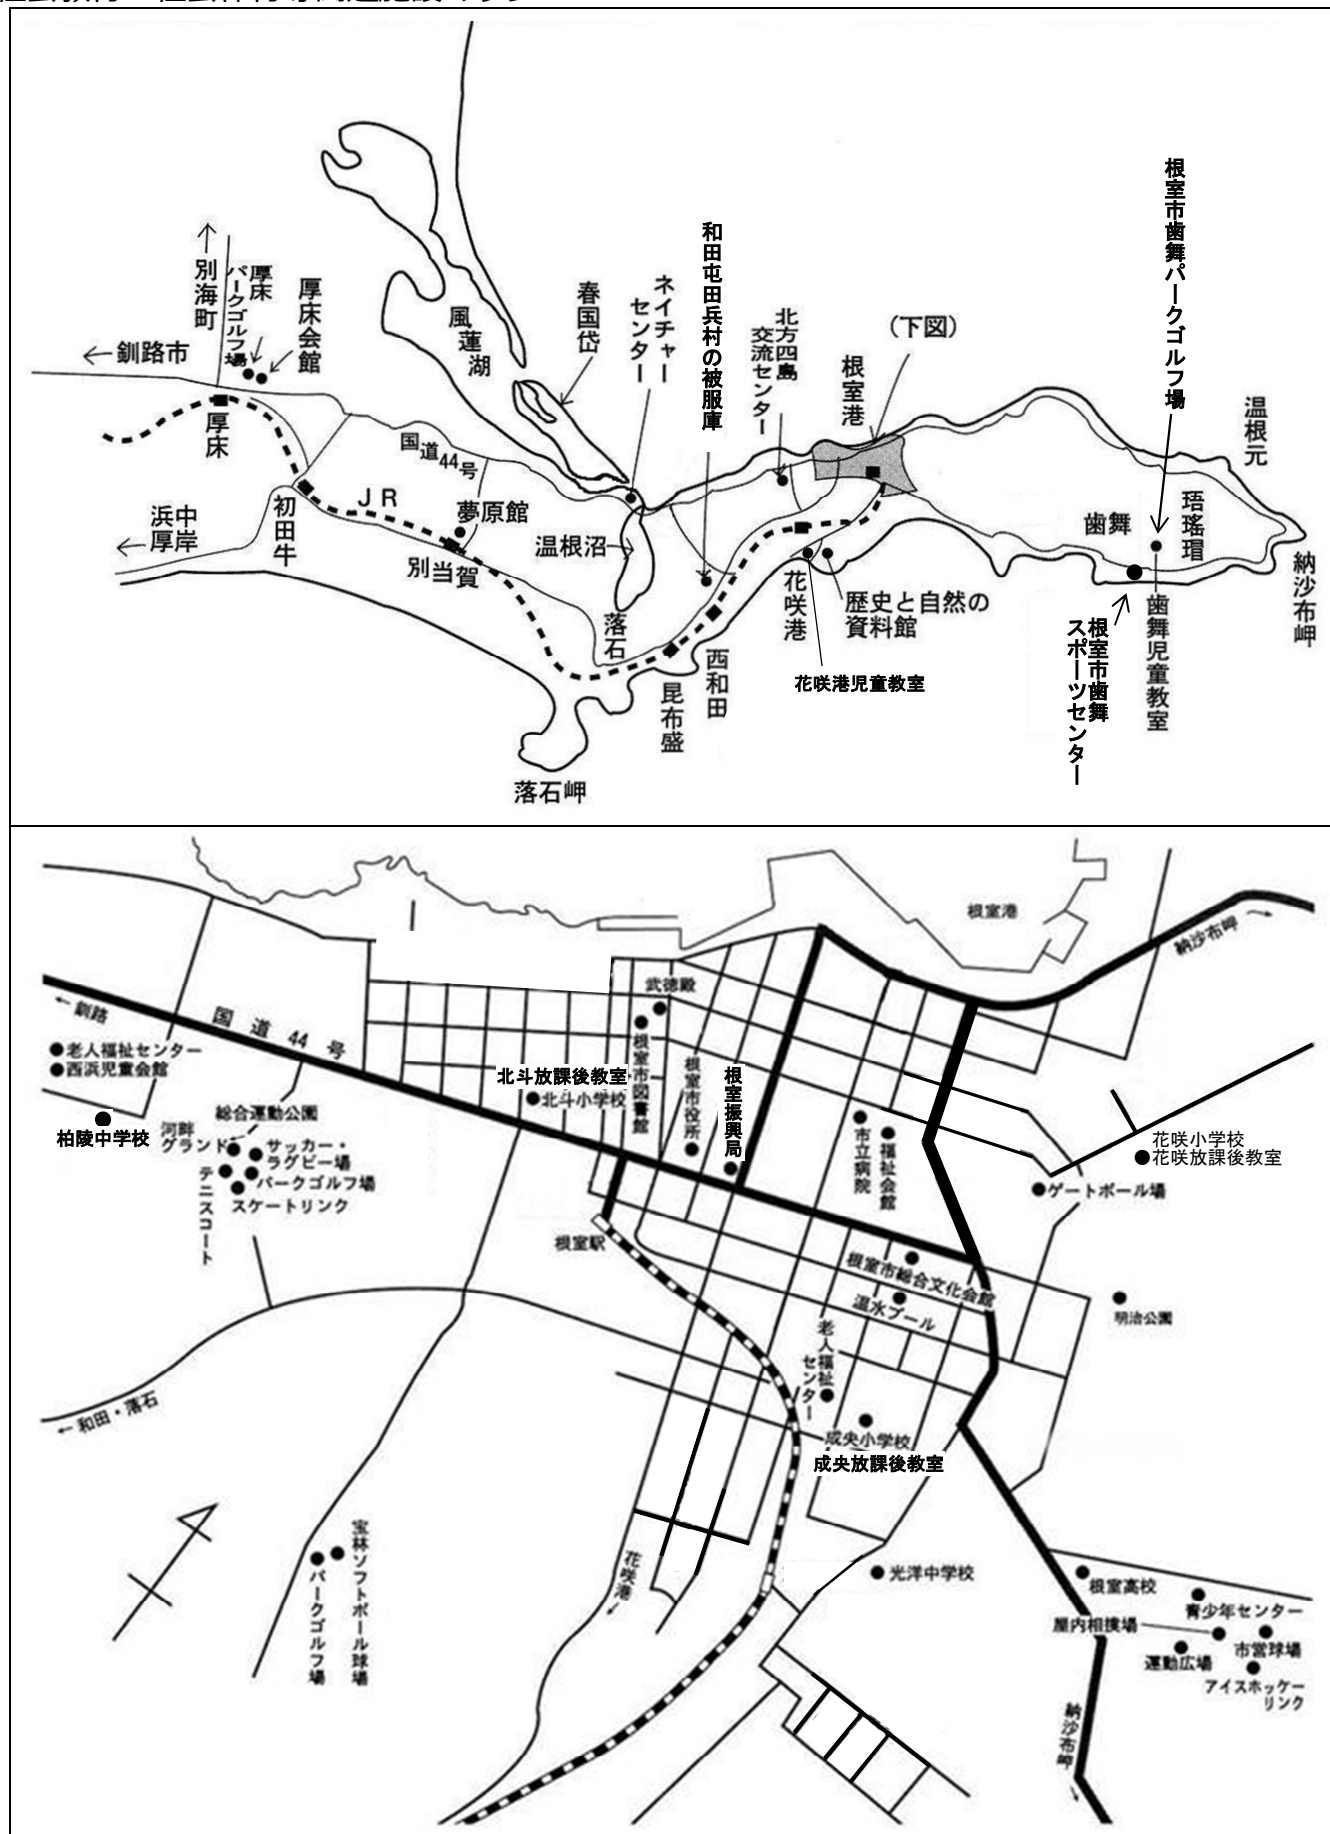 根室市歯舞パークゴルフ場
和田屯田兵村の被服庫
別海町
厚床
パークゴルフ場
厚床会館
釧路市
風蓮湖
春国岱
ネイチャー
センター
北方四島
交流センター
(下図)
根室港
温根元
厚床
国道44号
JR
初田牛
浜中
厚岸
夢原館
別当賀
温根沼
落石
歯舞
珸瑤瑁
納沙布岬
花咲港
歴史と自然の
資料館
花咲港児童教室
西和田
昆布盛
落石岬
根室市歯舞
スポーツセンター
歯舞児童教室
根室港
納沙布岬
武徳殿
釧路
国道44号
老人福祉センター
西浜児童会館
柏陵中学校
総合運動公園
河畔
グランド
サッカー・
ラグビー場
パークゴルフ場
スケートリンク
テニスコート
北斗放課後教室
北斗小学校
根室市図書館
根室市役所
根室振興局
市立病院
福祉会館
花咲小学校
花咲放課後教室
ゲートボール場
根室駅
根室市総合文化会館
温水プール
明治公園
老人福祉
センター
成央小学校
成央放課後教室
和田・落石
宝林ソフトボール球場
パークゴルフ場
花咲港
光洋中学校
根室高校
青少年センター
屋内相撲場
市営球場
運動広場
アイスホッケー
リンク
納沙布岬